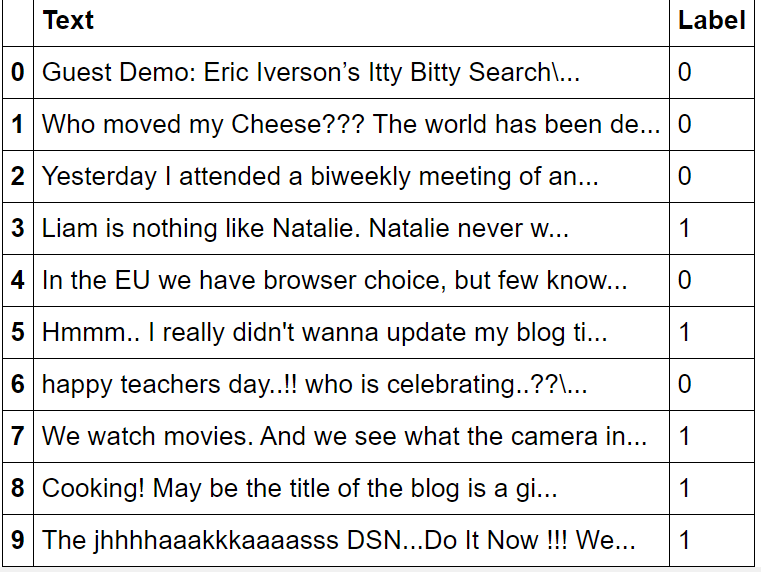 Text Label
0 Guest Demo: Eric Iverson’s Itty Bitty Search\... 0
1 Who moved my Cheese??? The world has been de... 0
2 Yesterday I attended a biweekly meeting of an... 0
3 Liam is nothing like Natalie. Natalie never w... 1
4 In the EU we have browser choice, but few know... 0
5 Hmmm.. I really didn't wanna update my blog ti... 1
6 happy teachers day..!! who is celebrating..??\... 0
7 We watch movies. And we see what the camera in... 1
8 Cooking! May be the title of the blog is a gi... 1
9 The jhhhhaaakkkaaaasss DSN...Do It Now !!! We... 1